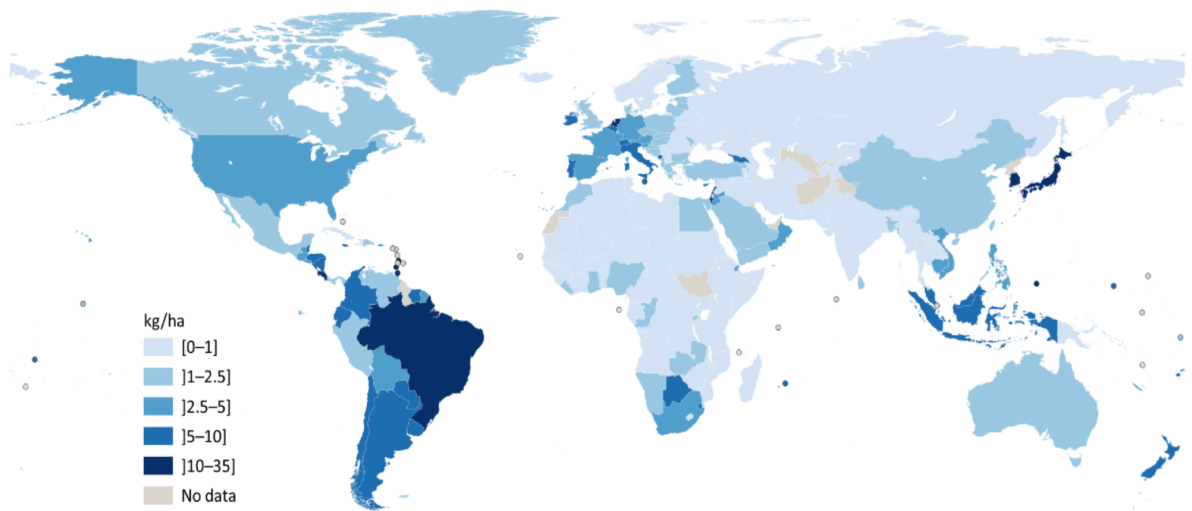 kg/ha
[0–1]
]1–2.5]
]2.5–5]
]5–10]
]10–35]
No data